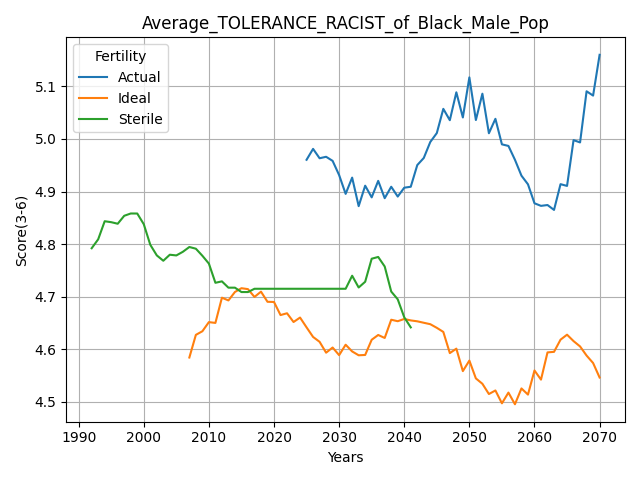 Average_TOLERANCE_RACIST_of_Black_Male_Pop
Fertility
Actual
Ideal
Sterile
Score(3-6)
5.1
5.0
4.9
4.8
4.7
4.6
4.5
1990 2000 2010 2020 2030 2040 2050 2060 2070
Years